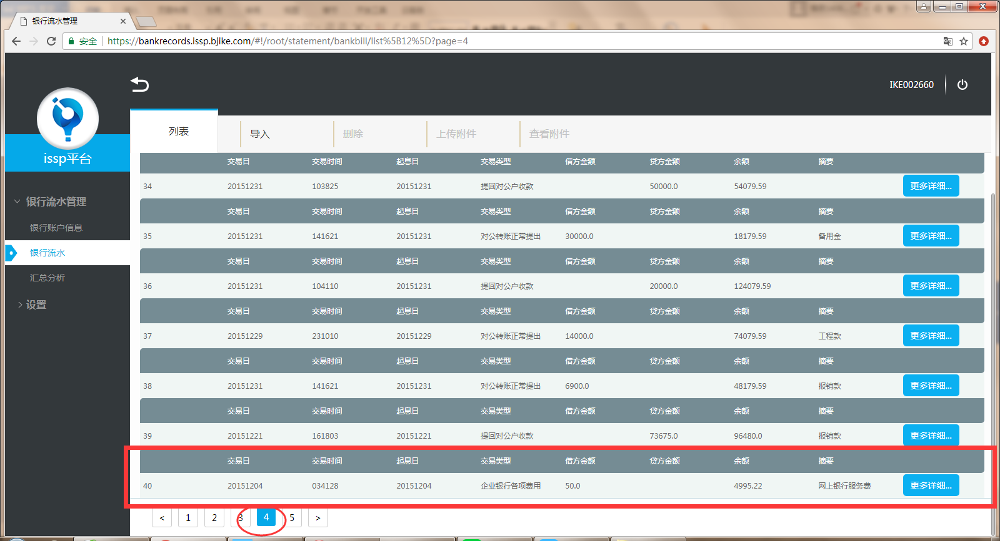 银行流水管理
安全 https://bankrecords.issp.bjike.com/#!/root/statement/bankbill/list%5B12%5D?page=4
IKE002660
issp平台
银行流水管理
银行账户信息
银行流水
汇总分析
设置
列表 导入 删除 上传附件 查看附件
交易日 交易时间 起息日 交易类型 借方金额 贷方金额 余额 摘要
34 20151231 103825 20151231 提回对公户收款 50000.0 54079.59 更多详细...
交易日 交易时间 起息日 交易类型 借方金额 贷方金额 余额 摘要
35 20151231 141621 20151231 对公转账正常提出 30000.0 18179.59 备用金 更多详细...
交易日 交易时间 起息日 交易类型 借方金额 贷方金额 余额 摘要
36 20151231 104110 20151231 提回对公户收款 20000.0 124079.59 更多详细...
交易日 交易时间 起息日 交易类型 借方金额 贷方金额 余额 摘要
37 20151229 231010 20151229 对公转账正常提出 14000.0 74079.59 工程款 更多详细...
交易日 交易时间 起息日 交易类型 借方金额 贷方金额 余额 摘要
38 20151231 141621 20151231 对公转账正常提出 6900.0 48179.59 报销款 更多详细...
交易日 交易时间 起息日 交易类型 借方金额 贷方金额 余额 摘要
39 20151221 161803 20151221 提回对公户收款 73675.0 96480.0 报销款 更多详细...
交易日 交易时间 起息日 交易类型 借方金额 贷方金额 余额 摘要
40 20151204 034128 20151204 企业银行各项费用 50.0 4995.22 网上银行服务费 更多详细...
< 1 2 3 4 5 >